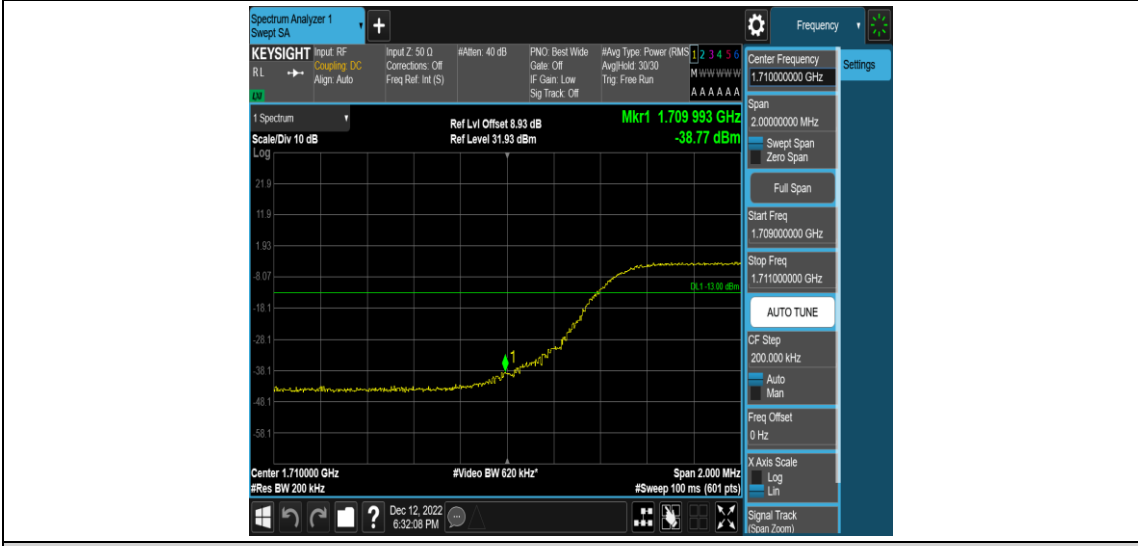 Spectrum Analyzer 1
Swept SA
Frequency
KEYSIGHT
RL
Input: RF
Coupling: DC
Align: Auto
Input Z: 50 Ω
Corrections: Off
Freq Ref: Int (S)
#Atten: 40 dB
PNO: Best Wide
Gate: Off
IF Gain: Low
Sig Track: Off
#Avg Type: Power (RMS
Avg|Hold: 30/30
Trig: Free Run
1 2 3 4 5 6
M W W W W W
A A A A A A
1 Spectrum
Scale/Div 10 dB
Log
Ref Lvl Offset 8.93 dB
Ref Level 31.93 dBm
Mkr1 1.709 993 GHz
-38.77 dBm
21.9
11.9
1.93
-8.07
-18.1
-28.1
-38.1
-48.1
-58.1
DL1 -13.00 dBm
1
Center 1.710000 GHz
#Res BW 200 kHz
#Video BW 620 kHz*
Span 2.000 MHz
#Sweep 100 ms (601 pts)
Dec 12, 2022
6:32:08 PM
Center Frequency
1.710000000 GHz
Settings
Span
2.00000000 MHz
Swept Span
Zero Span
Full Span
Start Freq
1.709000000 GHz
Stop Freq
1.711000000 GHz
AUTO TUNE
CF Step
200.000 kHz
Auto
Man
Freq Offset
0 Hz
X Axis Scale
Log
Lin
Signal Track
(Span Zoom)